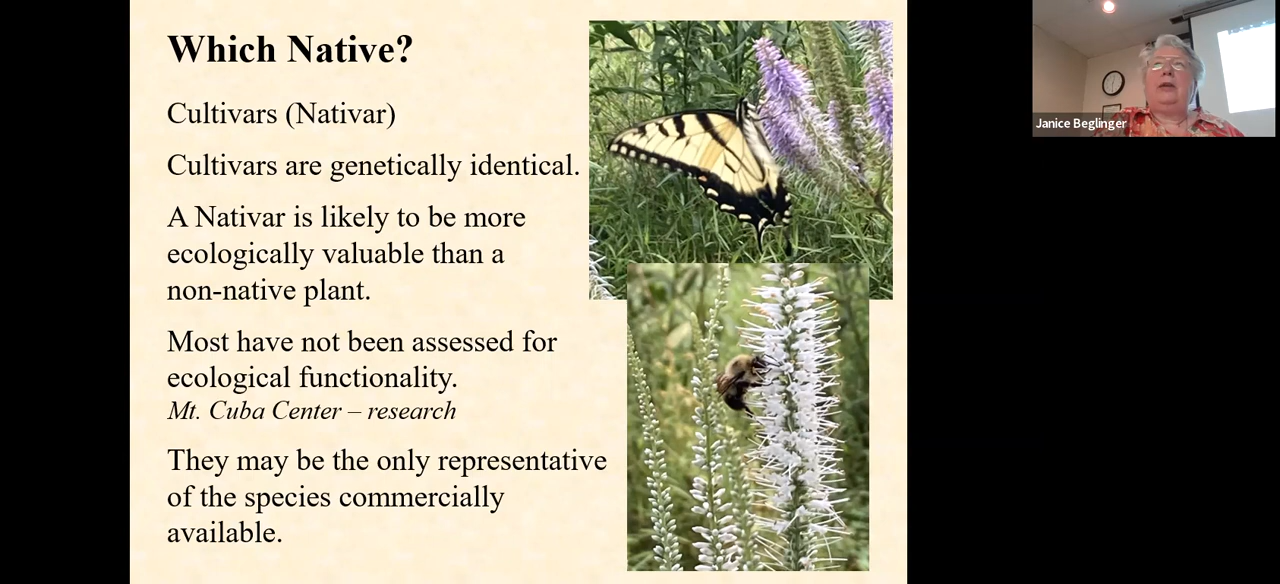 Which Native?
Cultivars (Nativar)
Cultivars are genetically identical.
A Nativar is likely to be more
ecologically valuable than a
non-native plant.
Most have not been assessed for
ecological functionality.
Mt. Cuba Center – research
They may be the only representative
of the species commercially
available.
Janice Beglinger